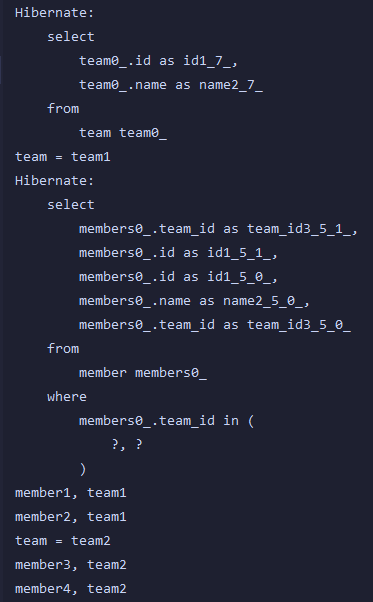 Hibernate:
    select
        team0_.id as id1_7_,
        team0_.name as name2_7_
    from
        team team0_
team = team1
Hibernate:
    select
        members0_.team_id as team_id3_5_1_,
        members0_.id as id1_5_1_,
        members0_.id as id1_5_0_,
        members0_.name as name2_5_0_,
        members0_.team_id as team_id3_5_0_
    from
        member members0_
    where
        members0_.team_id in (
            ?, ?
        )
member1, team1
member2, team1
team = team2
member3, team2
member4, team2